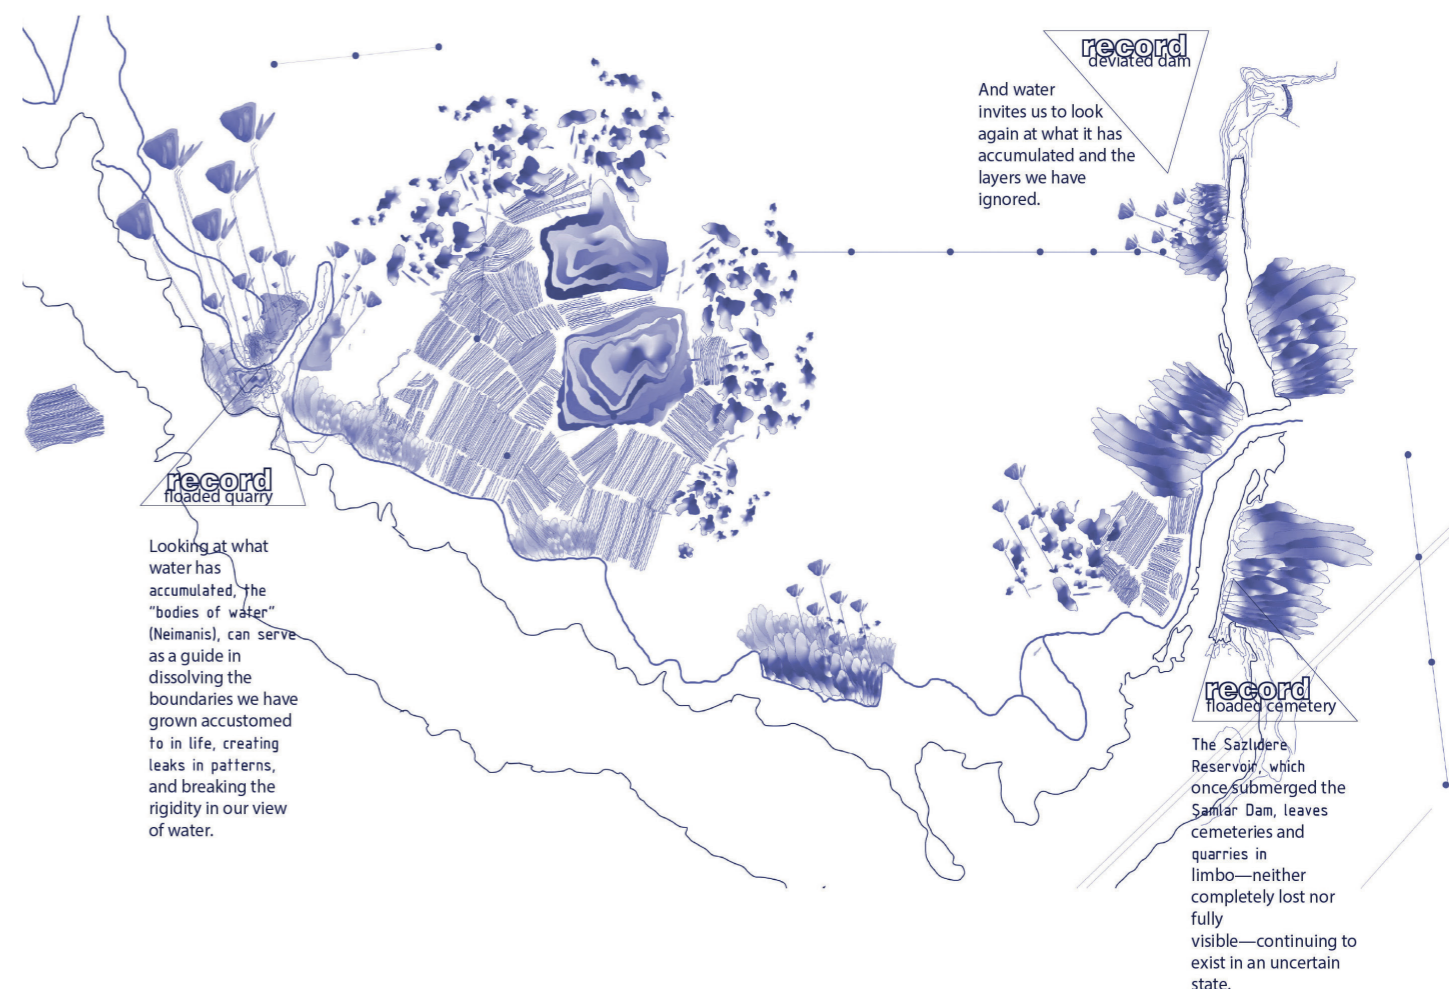 record
deviated dam
And water
invites us to look
again at what it has
accumulated and the
layers we have
ignored.
record
floaded quarry
Looking at what
water has
accumulated, the
"bodies of water"
(Neimanis), can serve
as a guide in
dissolving the
boundaries we have
grown accustomed
to in life, creating
leaks in patterns,
and breaking the
rigidity in our view
of water.
record
floaded cemetery
The Sazlıdere
Reservoir, which
once submerged the
Şamlar Dam, leaves
cemeteries and
quarries in
limbo—neither
completely lost nor
fully
visible—continuing to
exist in an uncertain
state.